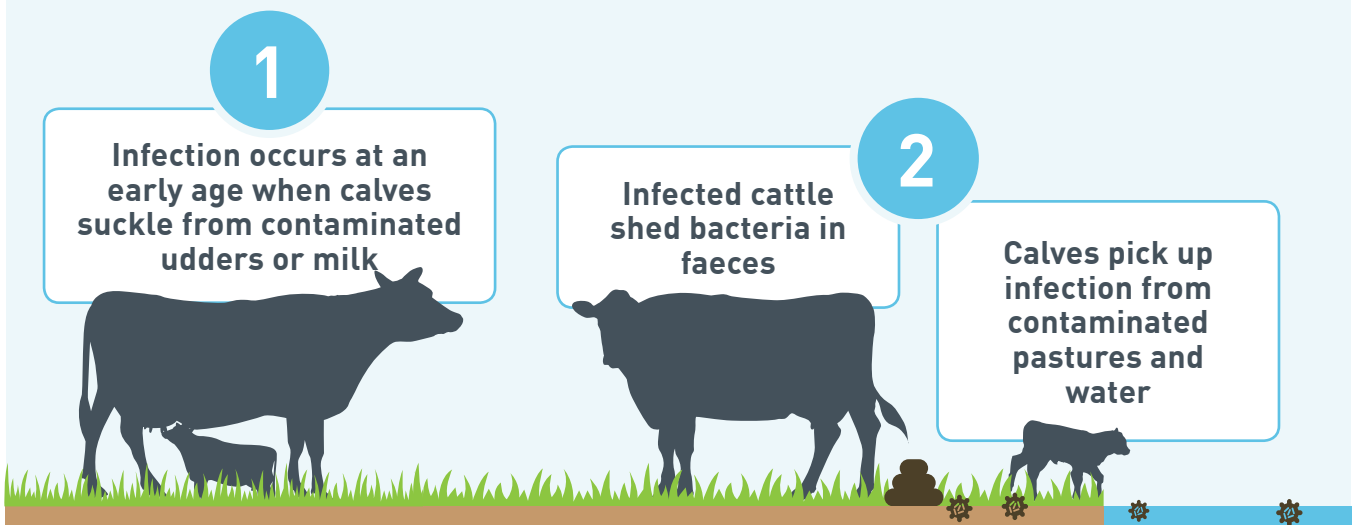 1
Infection occurs at an
early age when calves
suckle from contaminated
udders or milk
2
Infected cattle
shed bacteria in
faeces
Calves pick up
infection from
contaminated
pastures and
water